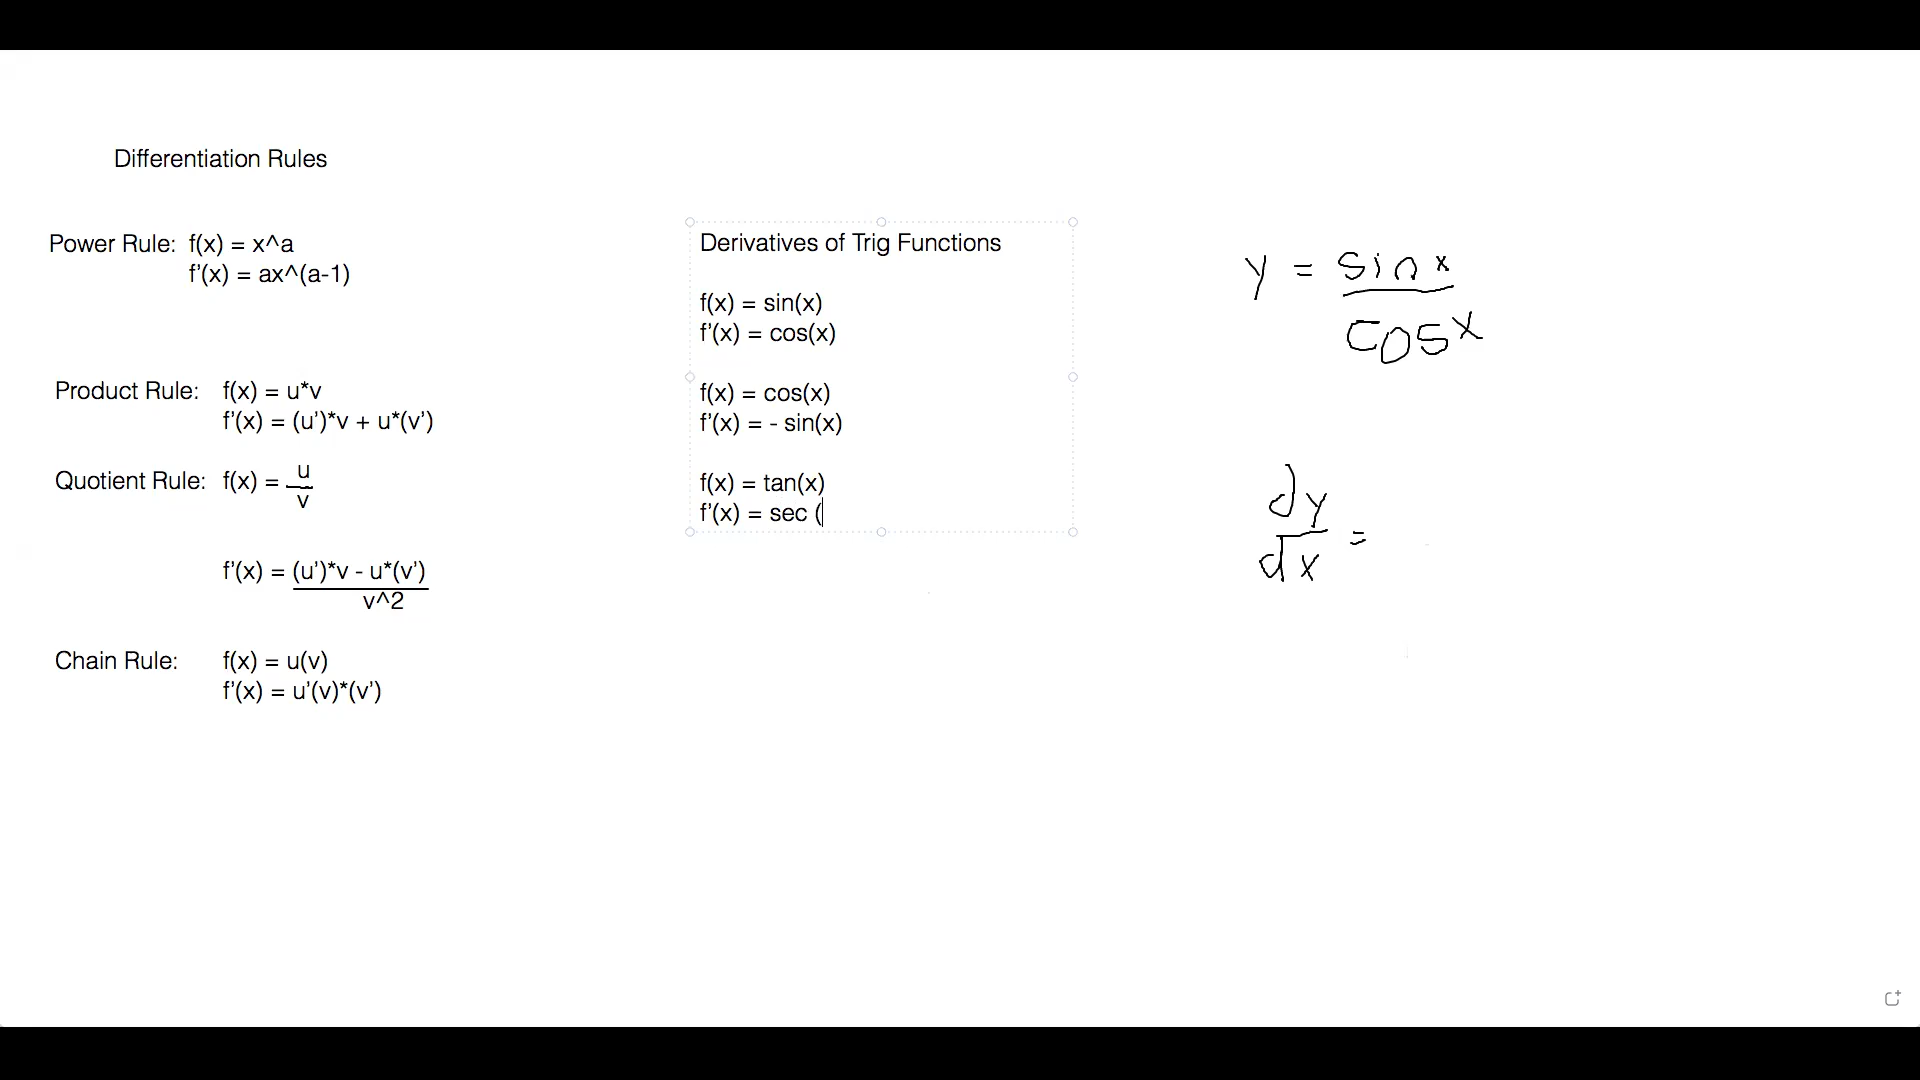 Differentiation Rules
Power Rule: f(x) = x^a
f'(x) = ax^(a-1)
Product Rule: f(x) = u*v
f'(x) = (u')*v + u*(v')
Quotient Rule: f(x) = u
v
f'(x) = (u')*v - u*(v')
v^2
Chain Rule: f(x) = u(v)
f'(x) = u'(v)*(v')
Derivatives of Trig Functions
f(x) = sin(x)
f'(x) = cos(x)
f(x) = cos(x)
f'(x) = - sin(x)
f(x) = tan(x)
f'(x) = sec (
y = sin x
cos x
dy
dx =